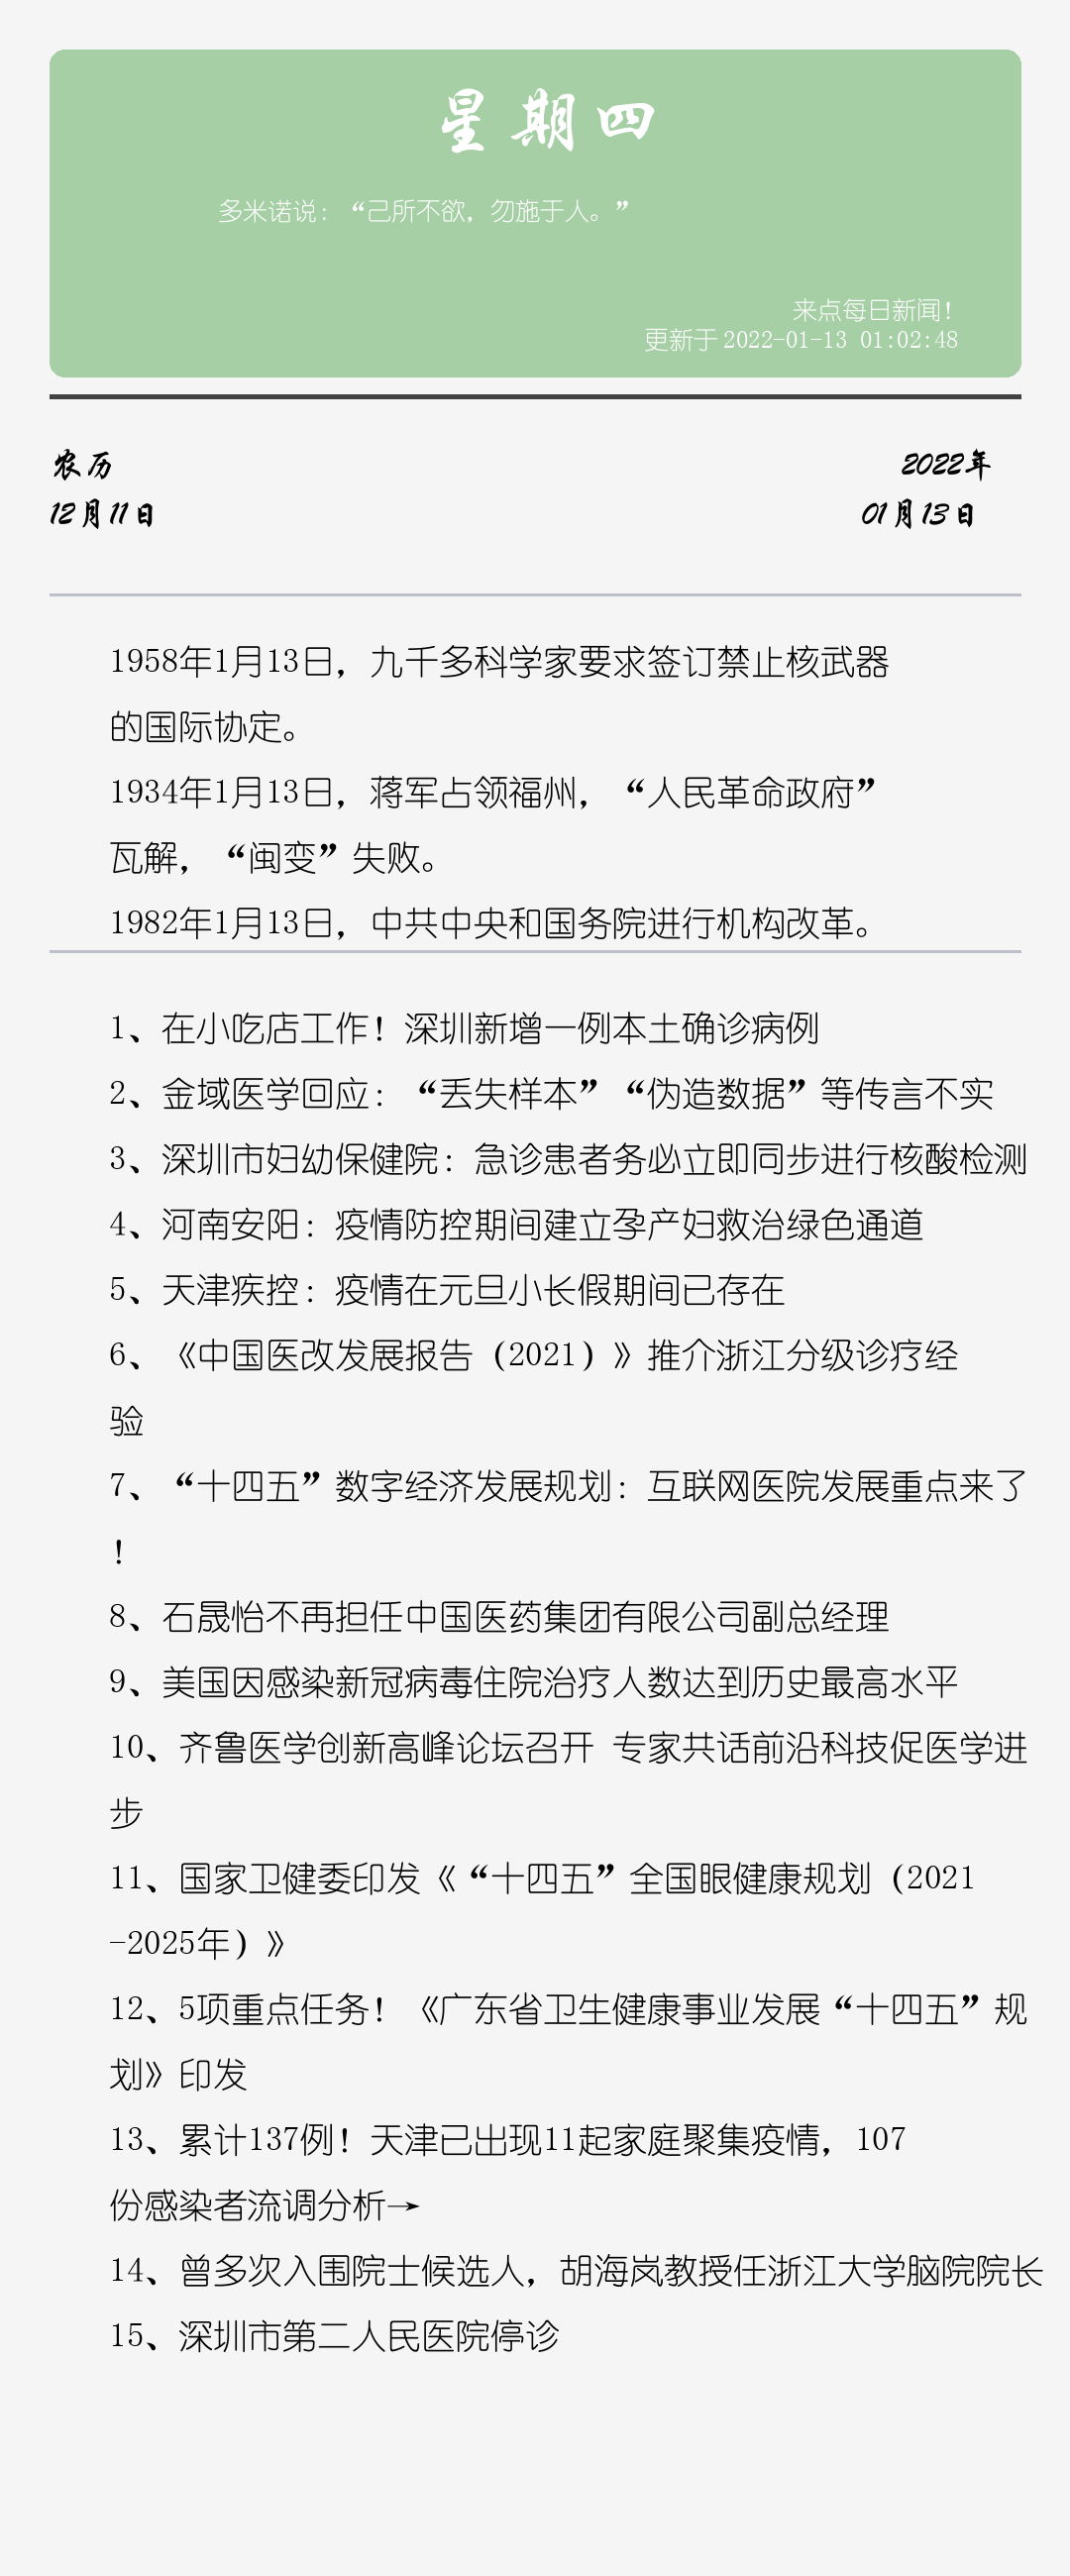 星期四
多米诺说：“己所不欲，勿施于人。”
来点每日新闻！
更新于 2022-01-13 01:02:48
农历
2022年
12月11日
01月13日
1958年1月13日，九千多科学家要求签订禁止核武器
的国际协定。
1934年1月13日，蒋军占领福州，“人民革命政府”
瓦解，“闽变”失败。
1982年1月13日，中共中央和国务院进行机构改革。
1、在小吃店工作！深圳新增一例本土确诊病例
2、金域医学回应：“丢失样本”“伪造数据”等传言不实
3、深圳市妇幼保健院：急诊患者务必立即同步进行核酸检测
4、河南安阳：疫情防控期间建立孕产妇救治绿色通道
5、天津疾控：疫情在元旦小长假期间已存在
6、《中国医改发展报告（2021）》推介浙江分级诊疗经
验
7、“十四五”数字经济发展规划：互联网医院发展重点来了
！
8、石晟怡不再担任中国医药集团有限公司副总经理
9、美国因感染新冠病毒住院治疗人数达到历史最高水平
10、齐鲁医学创新高峰论坛召开 专家共话前沿科技促医学进
步
11、国家卫健委印发《“十四五”全国眼健康规划（2021
-2025年）》
12、5项重点任务！《广东省卫生健康事业发展“十四五”规
划》印发
13、累计137例！天津已出现11起家庭聚集疫情，107
份感染者流调分析→
14、曾多次入围院士候选人，胡海岚教授任浙江大学脑院院长
15、深圳市第二人民医院停诊